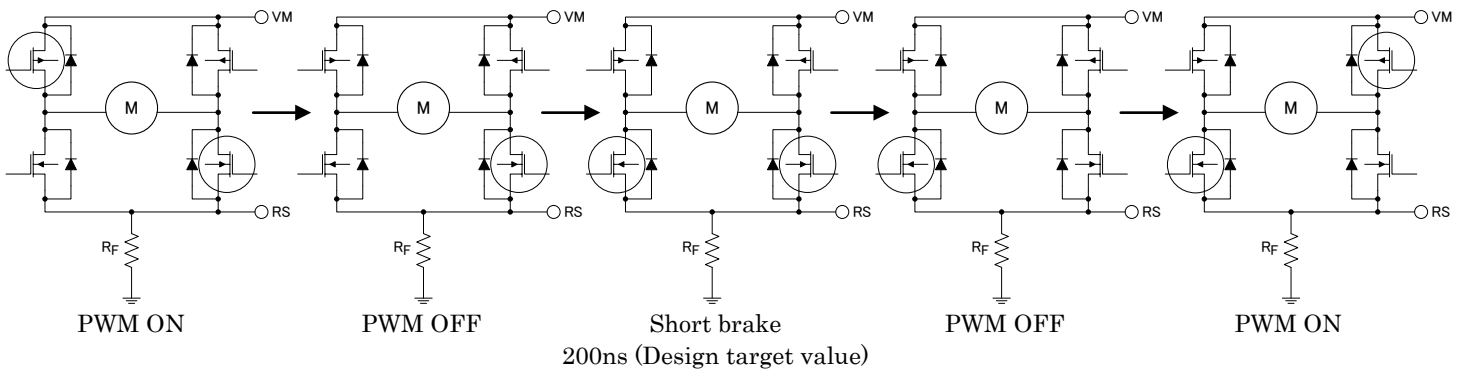 VM VM VM VM VM
M M M M M
RS RS RS RS RS
RF RF RF RF RF
PWM ON PWM OFF Short brake PWM OFF PWM ON
200ns (Design target value)